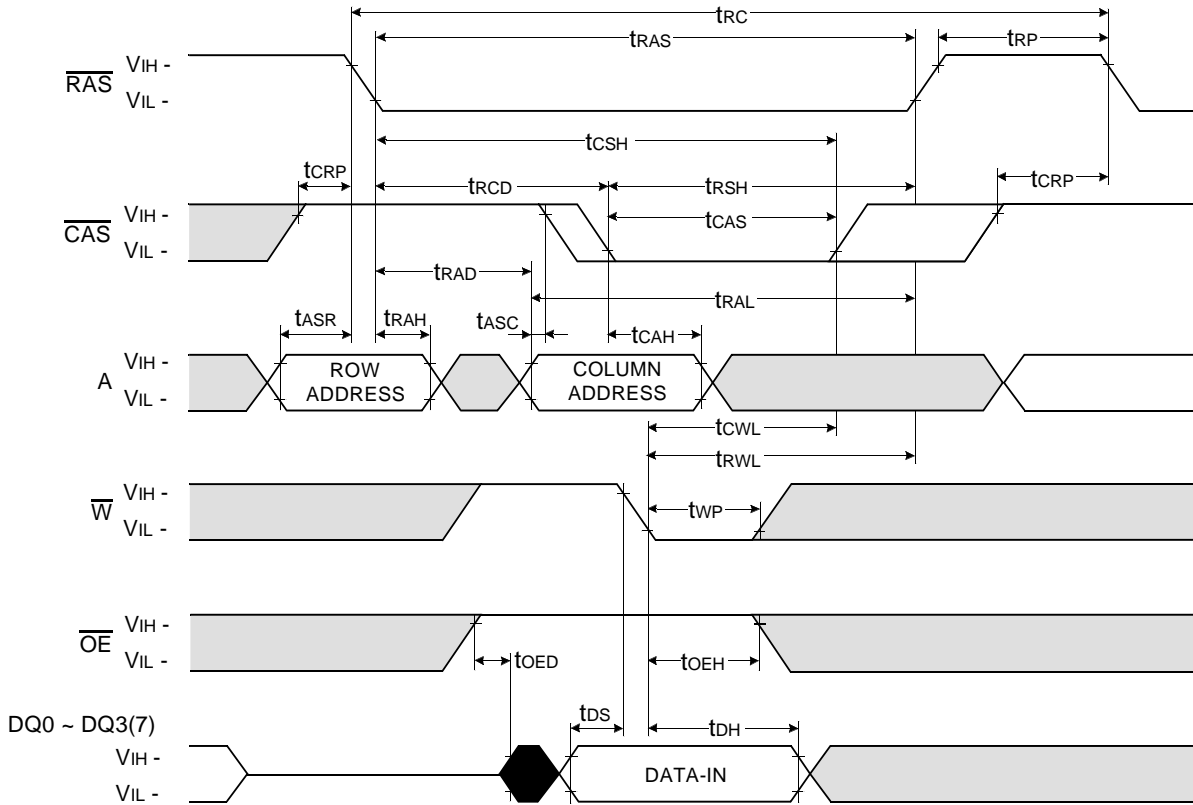 tRC
tRAS
tRP
RAS
VIH -
VIL -
tCSH
tCRP
tRCD
tRSH
tCRP
CAS
VIH -
VIL -
tCAS
tRAD
tRAL
tASR
tRAH
tASC
tCAH
A
VIH -
VIL -
ROW
ADDRESS
COLUMN
ADDRESS
tCWL
tRWL
W
VIH -
VIL -
tWP
OE
VIH -
VIL -
tOED
tOEH
DQ0 ~ DQ3(7)
VIH -
VIL -
tDS
tDH
DATA-IN